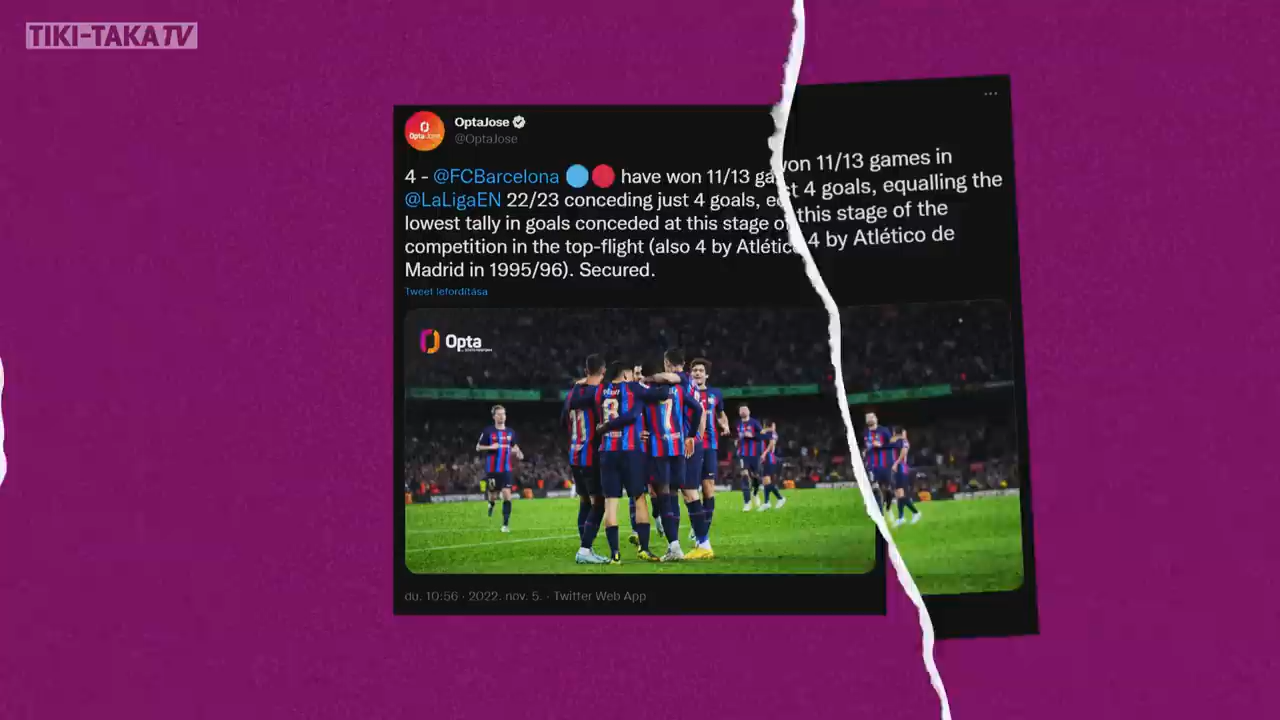 TIKI-TAKA TV
OptaJose
@OptaJose
4 - @FCBarcelona 🔵🔴 have won 11/13 ga
@LaLigaEN 22/23 conceding just 4 goals, e
lowest tally in goals conceded at this stage o
competition in the top-flight (also 4 by Atlétic
Madrid in 1995/96). Secured.
Tweet lefordítása
won 11/13 games in
st 4 goals, equalling the
this stage of the
4 by Atlético de
Opta
8
11
du. 10:56 · 2022. nov. 5. · Twitter Web App